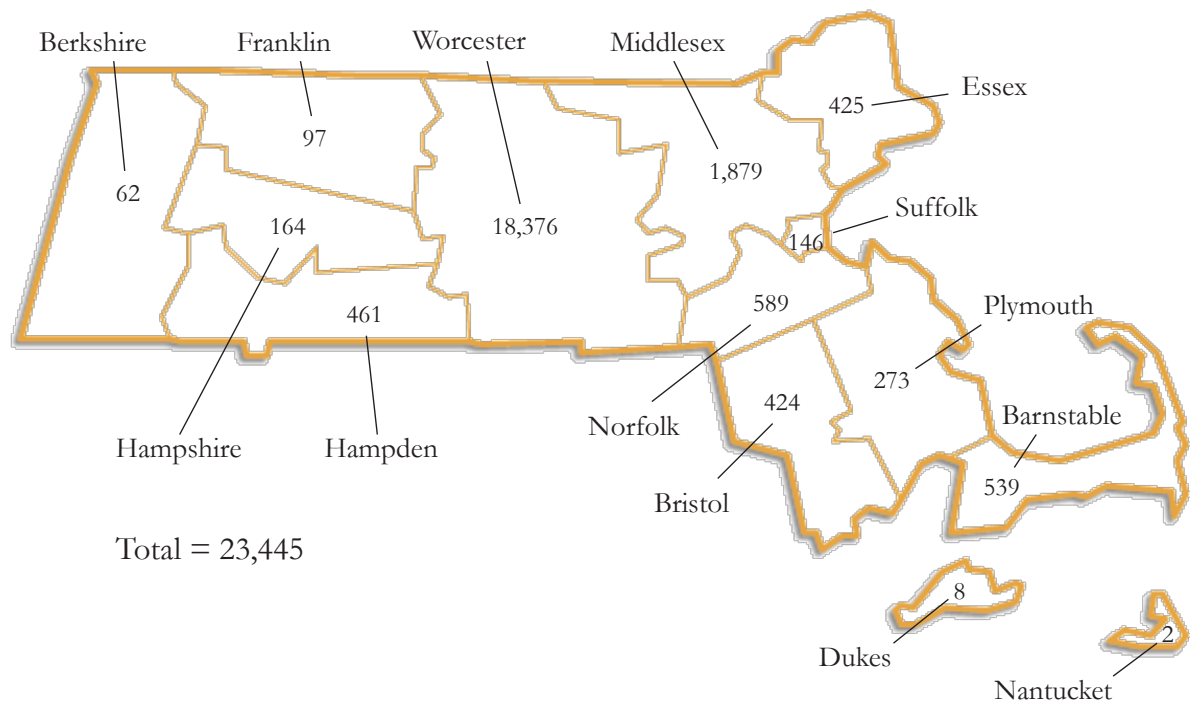 Berkshire
Franklin
Worcester
Middlesex
Essex
425
97
1,879
62
Suffolk
164
18,376
146
589
Plymouth
461
273
424
Barnstable
Norfolk
Hampshire
Hampden
539
Bristol
Total = 23,445
8
2
Dukes
Nantucket